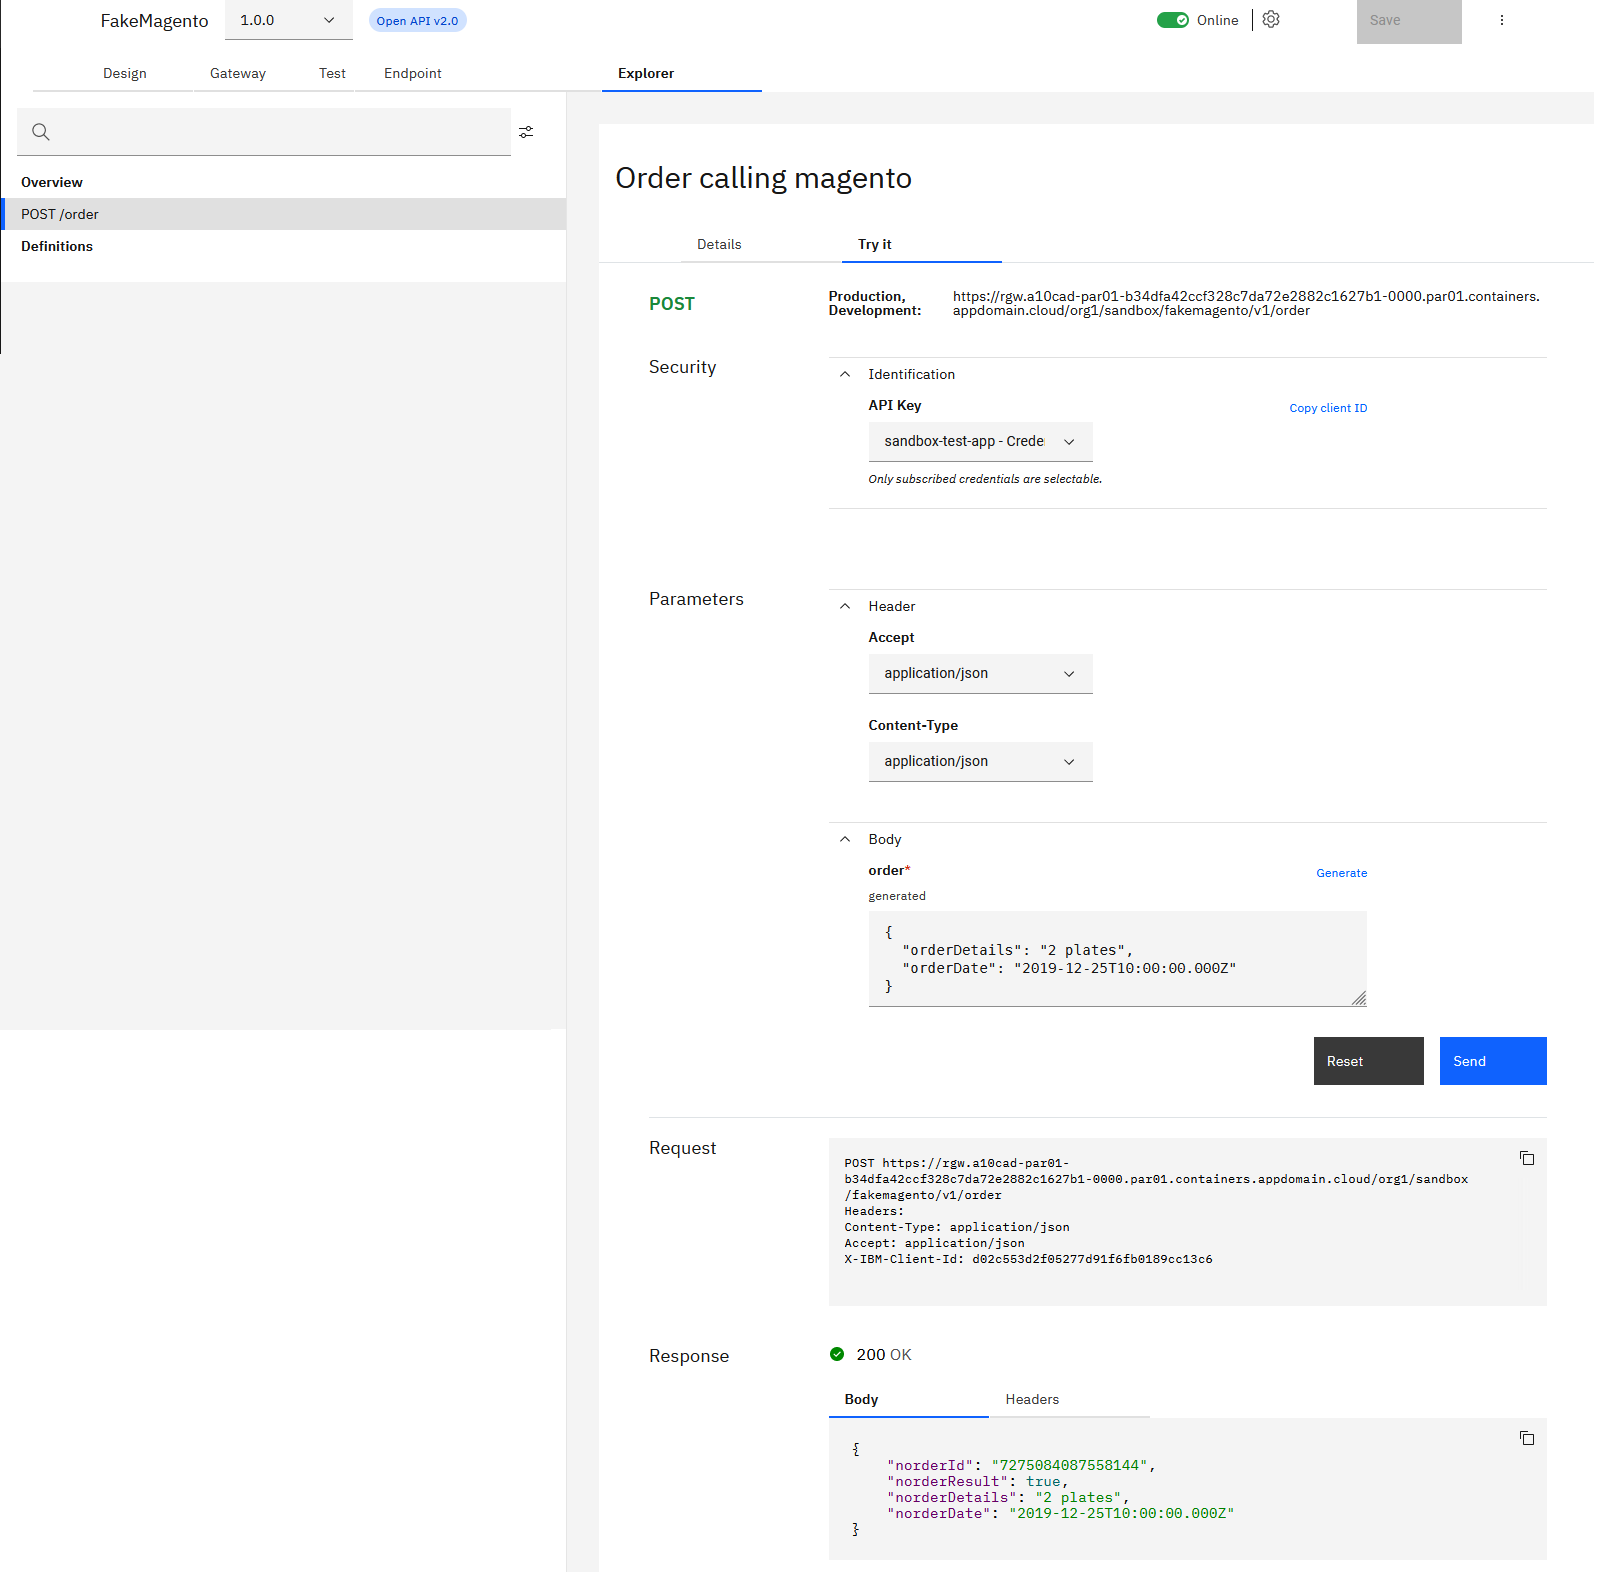 FakeMagento 1.0.0 Open API v2.0 Online Save
Design Gateway Test Endpoint Explorer
Overview
POST /order
Definitions
Order calling magento
Details Try it
POST
Production, Development:
https://rgw.a10cad-par01-b34dfa42ccf328c7da72e2882c1627b1-0000.par01.containers.
appdomain.cloud/org1/sandbox/fakemagento/v1/order
Security
Identification
API Key Copy client ID
sandbox-test-app - Crede
Only subscribed credentials are selectable.
Parameters
Header
Accept
application/json
Content-Type
application/json
Body
order* Generate
generated
{
"orderDetails": "2 plates",
"orderDate": "2019-12-25T10:00:00.000Z"
}
Reset Send
Request
POST https://rgw.a10cad-par01-
b34dfa42ccf328c7da72e2882c1627b1-0000.par01.containers.appdomain.cloud/org1/sandbox
/fakemagento/v1/order
Headers:
Content-Type: application/json
Accept: application/json
X-IBM-Client-Id: d02c553d2f05277d91f6fb0189cc13c6
Response
200 OK
Body Headers
{
"norderId": "7275084087558144",
"norderResult": true,
"norderDetails": "2 plates",
"norderDate": "2019-12-25T10:00:00.000Z"
}